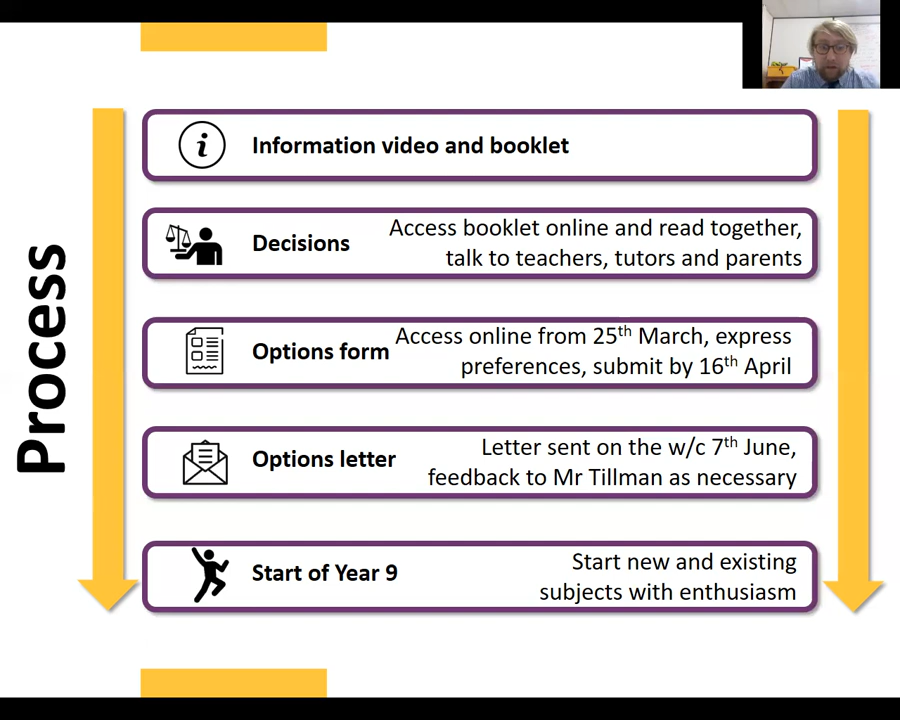 Process
Information video and booklet
Decisions
Access booklet online and read together,
talk to teachers, tutors and parents
Options form
Access online from 25th March, express
preferences, submit by 16th April
Options letter
Letter sent on the w/c 7th June,
feedback to Mr Tillman as necessary
Start of Year 9
Start new and existing
subjects with enthusiasm